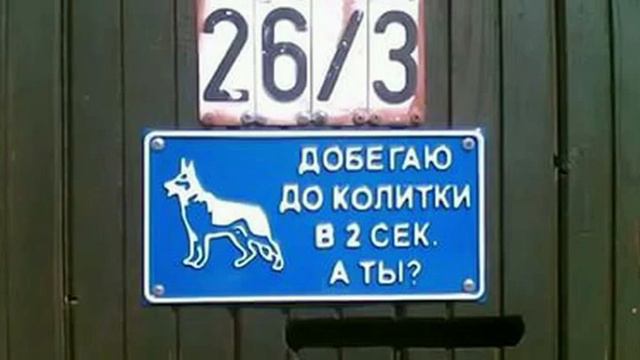 26/3
ДОБЕГАЮ
ДО КОЛИТКИ
В 2 СЕК.
А ТЫ?